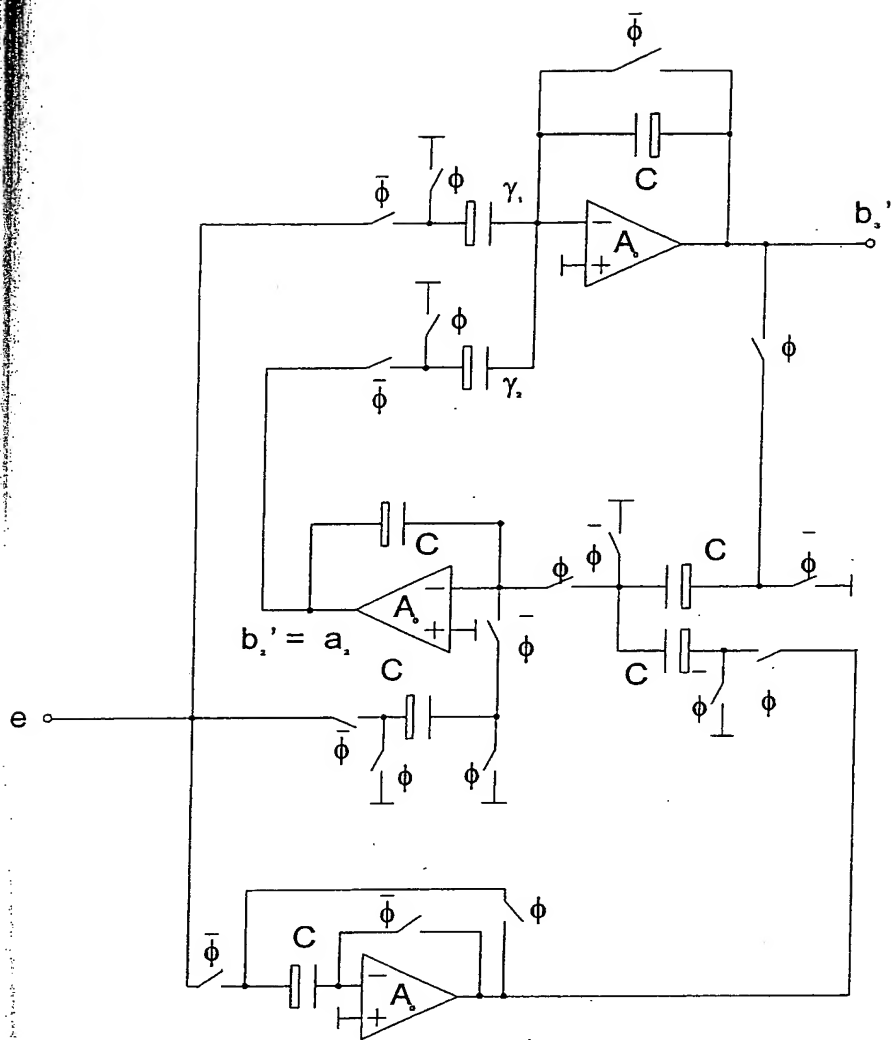 ϕ̄
C
ϕ̄ ϕ γ₁
b₃'
A₀
−
+
ϕ
ϕ̄ γ₂
ϕ
C
ϕ̄ C ϕ̄
ϕ
A₀
−
+
ϕ̄
b₂' = a₂
C
C
ϕ̄ ϕ
e
ϕ̄ ϕ ϕ
ϕ̄ C ϕ̄ ϕ
A₀
−
+